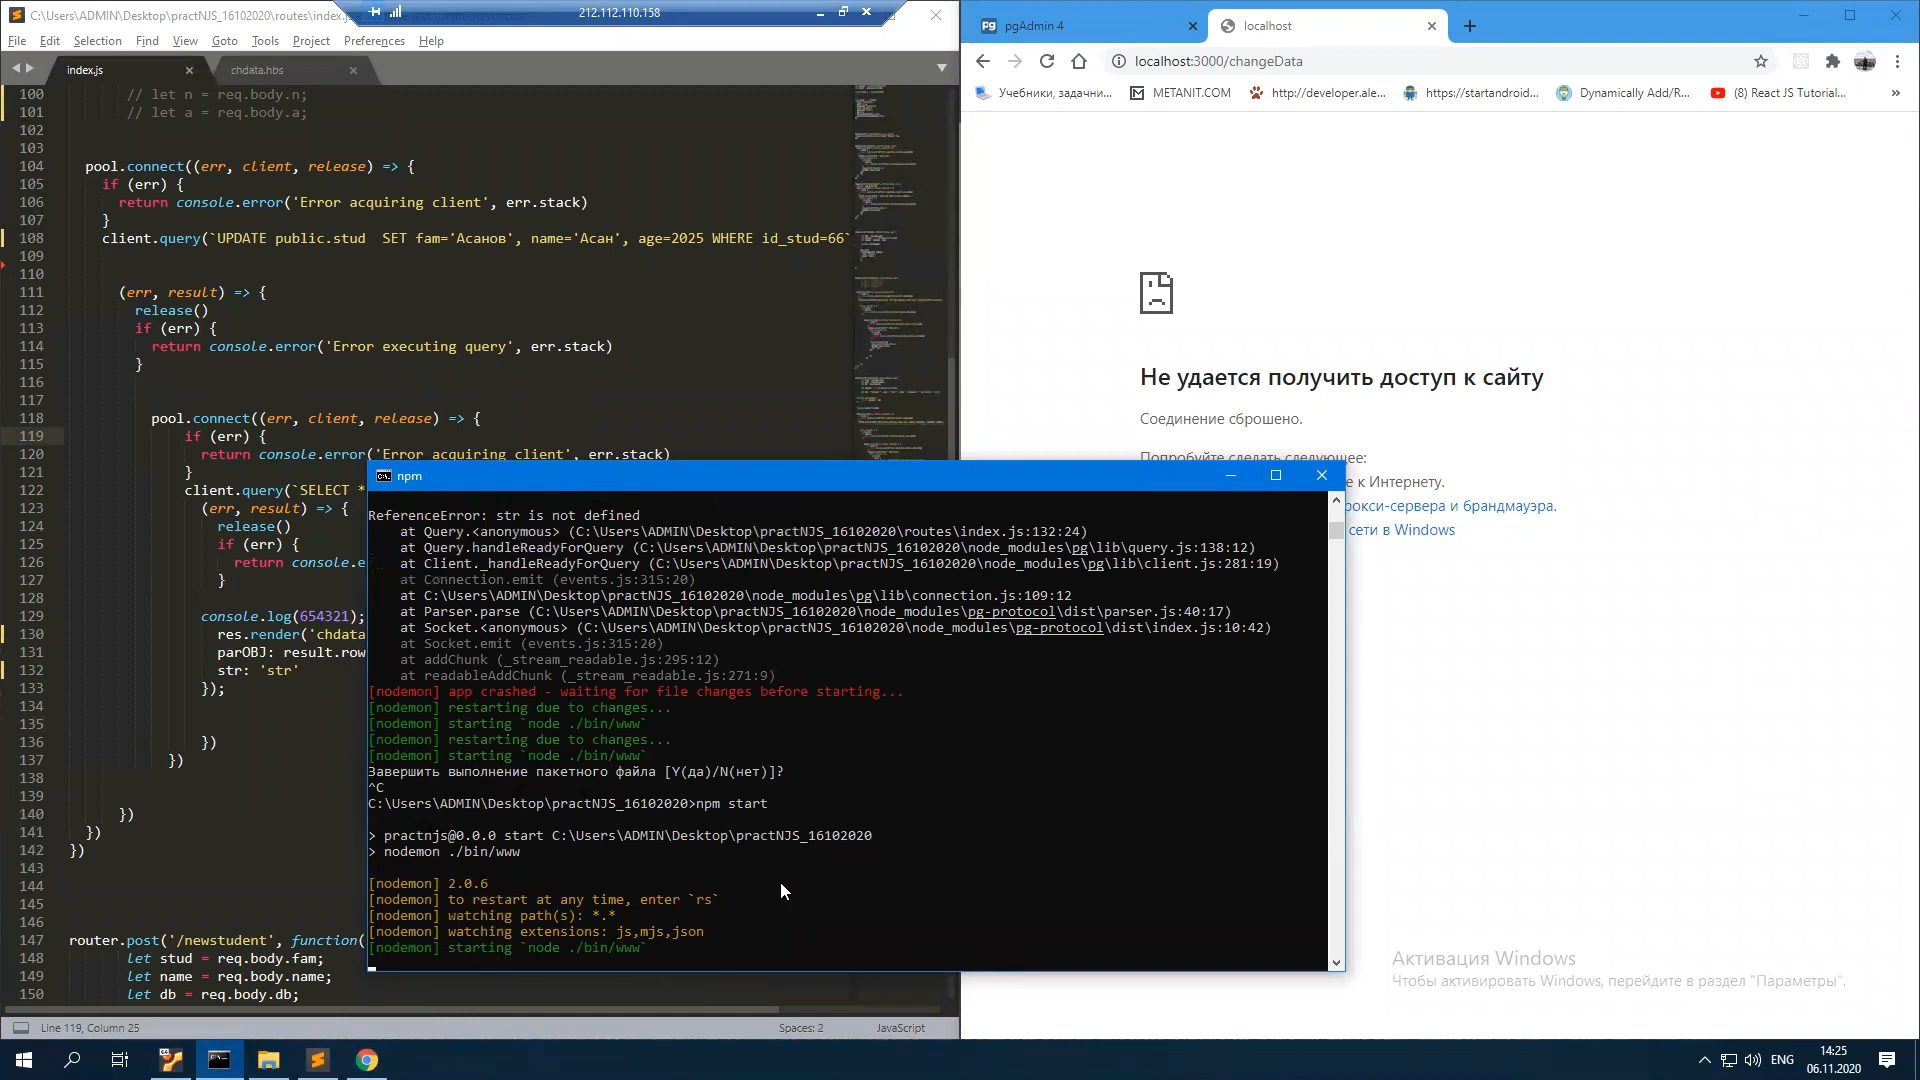 C:\Users\ADMIN\Desktop\practNJS_16102020\routes\index.js
212.112.110.158
File Edit Selection Find View Goto Tools Project Preferences Help
index.js
chdata.hbs
100 // let n = req.body.n;
101 // let a = req.body.a;
102
103
104 pool.connect((err, client, release) => {
105 if (err) {
106 return console.error('Error acquiring client', err.stack)
107 }
108 client.query(`UPDATE public.stud  SET fam='Асанов', name='Асан', age=2025 WHERE id_stud=66`
109
110
111 (err, result) => {
112 release()
113 if (err) {
114 return console.error('Error executing query', err.stack)
115 }
116
117
118 pool.connect((err, client, release) => {
119 if (err) {
120 return console.error('Error acquiring client', err.stack)
121 }
122 client.query(`SELECT *
123 (err, result) => {
124 release()
125 if (err) {
126 return console.e
127 }
128
129 console.log(654321);
130 res.render('chdata
131 parOBJ: result.row
132 str: 'str'
133 });
134
135
136 })
137 })
138
139
140 })
141 })
142 })
143
144
145
146
147 router.post('/newstudent', function(
148 let stud = req.body.fam;
149 let name = req.body.name;
150 let db = req.body.db;
Line 119, Column 25
Spaces: 2
JavaScript
npm
ReferenceError: str is not defined
at Query.<anonymous> (C:\Users\ADMIN\Desktop\practNJS_16102020\routes\index.js:132:24)
at Query.handleReadyForQuery (C:\Users\ADMIN\Desktop\practNJS_16102020\node_modules\pg\lib\query.js:138:12)
at Client._handleReadyForQuery (C:\Users\ADMIN\Desktop\practNJS_16102020\node_modules\pg\lib\client.js:281:19)
at Connection.emit (events.js:315:20)
at C:\Users\ADMIN\Desktop\practNJS_16102020\node_modules\pg\lib\connection.js:109:12
at Parser.parse (C:\Users\ADMIN\Desktop\practNJS_16102020\node_modules\pg-protocol\dist\parser.js:40:17)
at Socket.<anonymous> (C:\Users\ADMIN\Desktop\practNJS_16102020\node_modules\pg-protocol\dist\index.js:10:42)
at Socket.emit (events.js:315:20)
at addChunk (_stream_readable.js:295:12)
at readableAddChunk (_stream_readable.js:271:9)
[nodemon] app crashed - waiting for file changes before starting...
[nodemon] restarting due to changes...
[nodemon] starting `node ./bin/www`
[nodemon] restarting due to changes...
[nodemon] starting `node ./bin/www`
Завершить выполнение пакетного файла [Y(да)/N(нет)]?
^C
C:\Users\ADMIN\Desktop\practNJS_16102020>npm start
> practnjs@0.0.0 start C:\Users\ADMIN\Desktop\practNJS_16102020
> nodemon ./bin/www
[nodemon] 2.0.6
[nodemon] to restart at any time, enter `rs`
[nodemon] watching path(s): *.*
[nodemon] watching extensions: js,mjs,json
[nodemon] starting `node ./bin/www`
pgAdmin 4
localhost
localhost:3000/changeData
Учебники, задачни...
METANIT.COM
http://developer.ale...
https://startandroid...
Dynamically Add/R...
(8) React JS Tutorial...
Не удается получить доступ к сайту
Соединение сброшено.
Попробуйте сделать следующее:
е к Интернету.
рокси-сервера и брандмауэра.
сети в Windows
Активация Windows
Чтобы активировать Windows, перейдите в раздел "Параметры".
ENG
14:25
06.11.2020